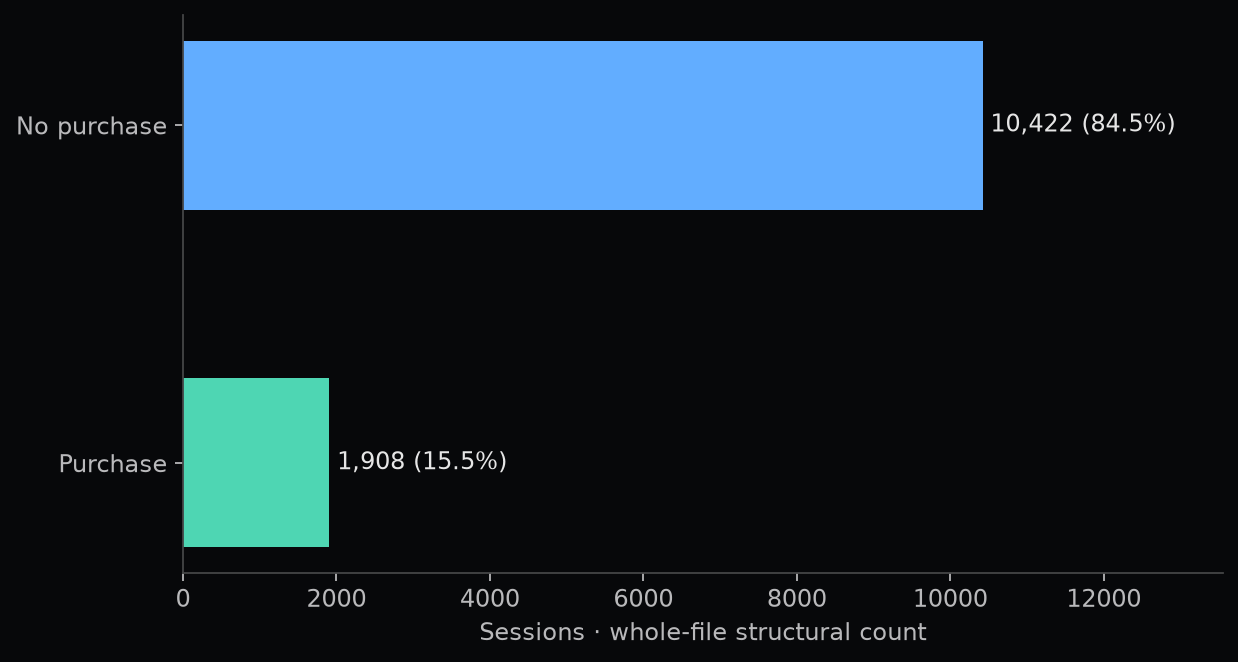 No purchase
10,422 (84.5%)
Purchase
1,908 (15.5%)
0 2000 4000 6000 8000 10000 12000
Sessions · whole-file structural count